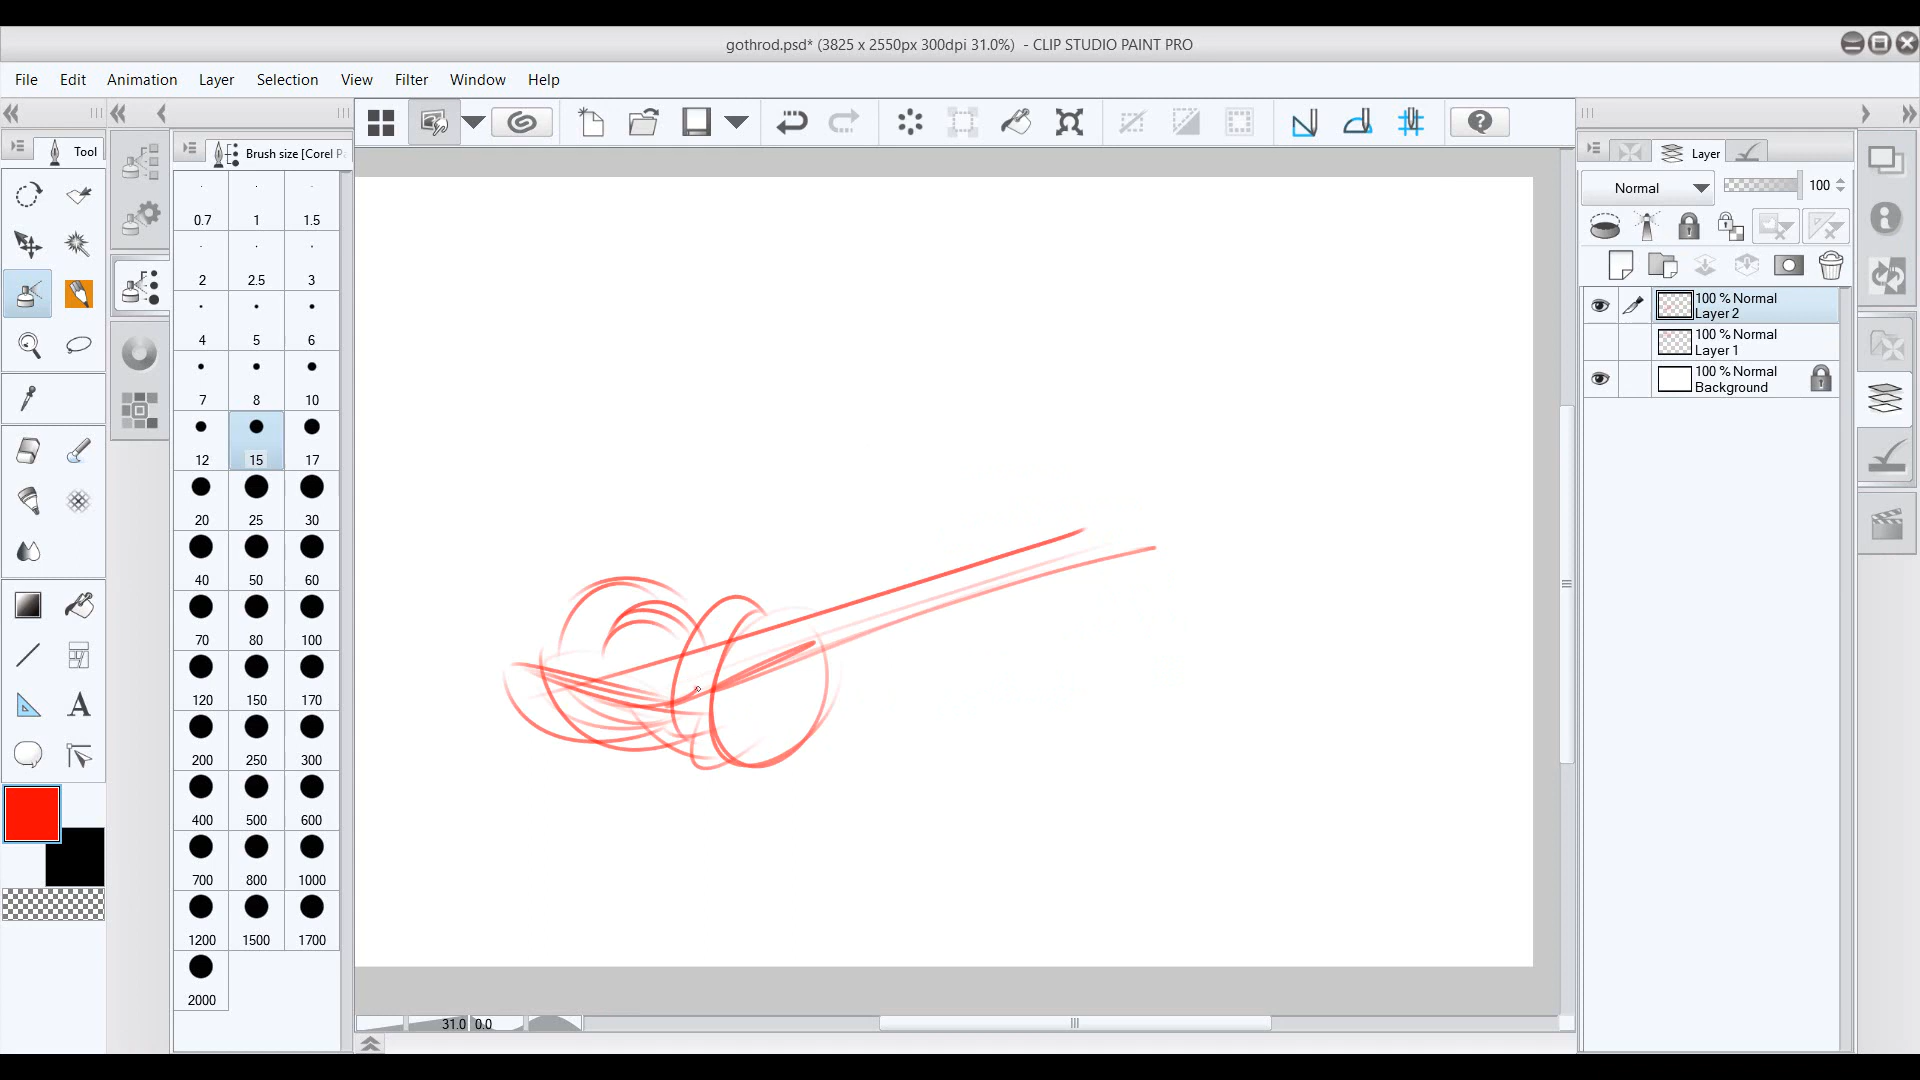 gothrod.psd* (3825 x 2550px 300dpi 31.0%) - CLIP STUDIO PAINT PRO
File Edit Animation Layer Selection View Filter Window Help
Tool
Brush size [Corel P
0.7 1 1.5
2 2.5 3
4 5 6
7 8 10
12 15 17
20 25 30
40 50 60
70 80 100
120 150 170
200 250 300
400 500 600
700 800 1000
1200 1500 1700
2000
A
?
31.0 0.0
Layer
Normal 100
100 % Normal
Layer 2
100 % Normal
Layer 1
100 % Normal
Background